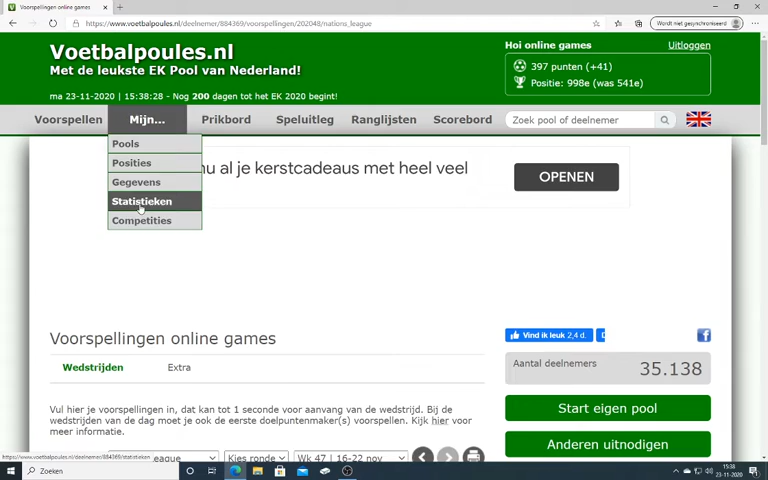 Voorspellingen online games
https://www.voetbalpoules.nl/deelnemer/884369/voorspellingen/202048/nations_league
Wordt niet gesynchroniseerd
Voetbalpoules.nl
Met de leukste EK Pool van Nederland!
ma 23-11-2020 | 15:38:28 - Nog 200 dagen tot het EK 2020 begint!
Hoi online games
Uitloggen
397 punten (+41)
Positie: 998e (was 541e)
Voorspellen Mijn... Prikbord Speluitleg Ranglijsten Scorebord Zoek pool of deelnemer
Pools
Posities
Gegevens
Statistieken
Competities
nu al je kerstcadeaus met heel veel
OPENEN
Voorspellingen online games
Wedstrijden Extra
Vul hier je voorspellingen in, dat kan tot 1 seconde voor aanvang van de wedstrijd. Bij de
wedstrijden van de dag moet je ook de eerste doelpuntenmaker(s) voorspellen. Kijk hier voor
meer informatie.
eague Kies ronde Wk 47 | 16-22 nov
Vind ik leuk 2,4 d.
Aantal deelnemers
35.138
Start eigen pool
Anderen uitnodigen
https://www.voetbalpoules.nl/deelnemer/884369/statistieken
Zoeken
15:38
23-11-2020